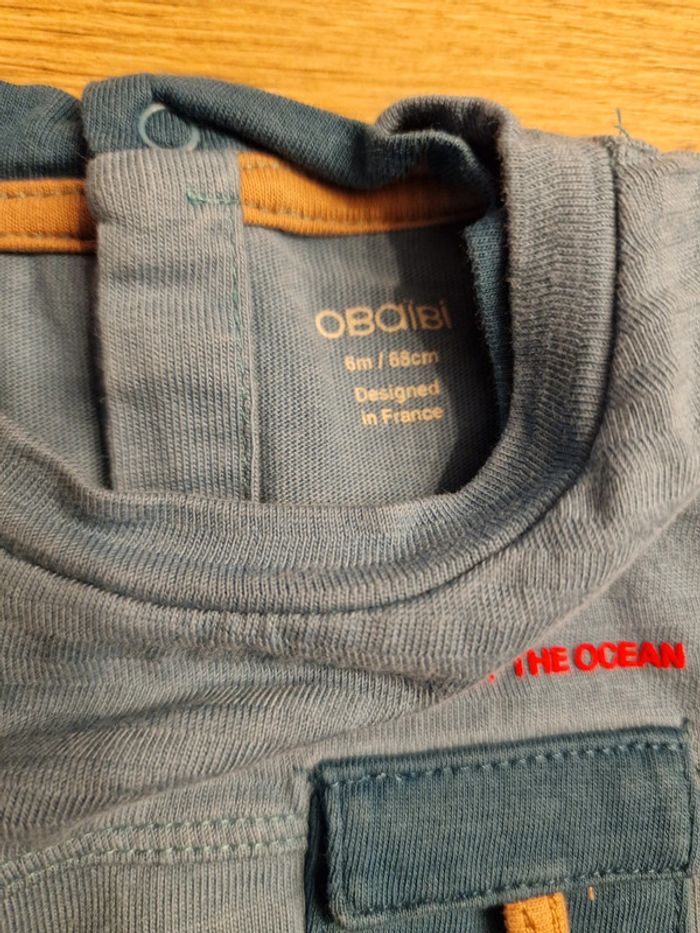 OBaïBi
6m / 68cm
Designed
in France
THE OCEAN